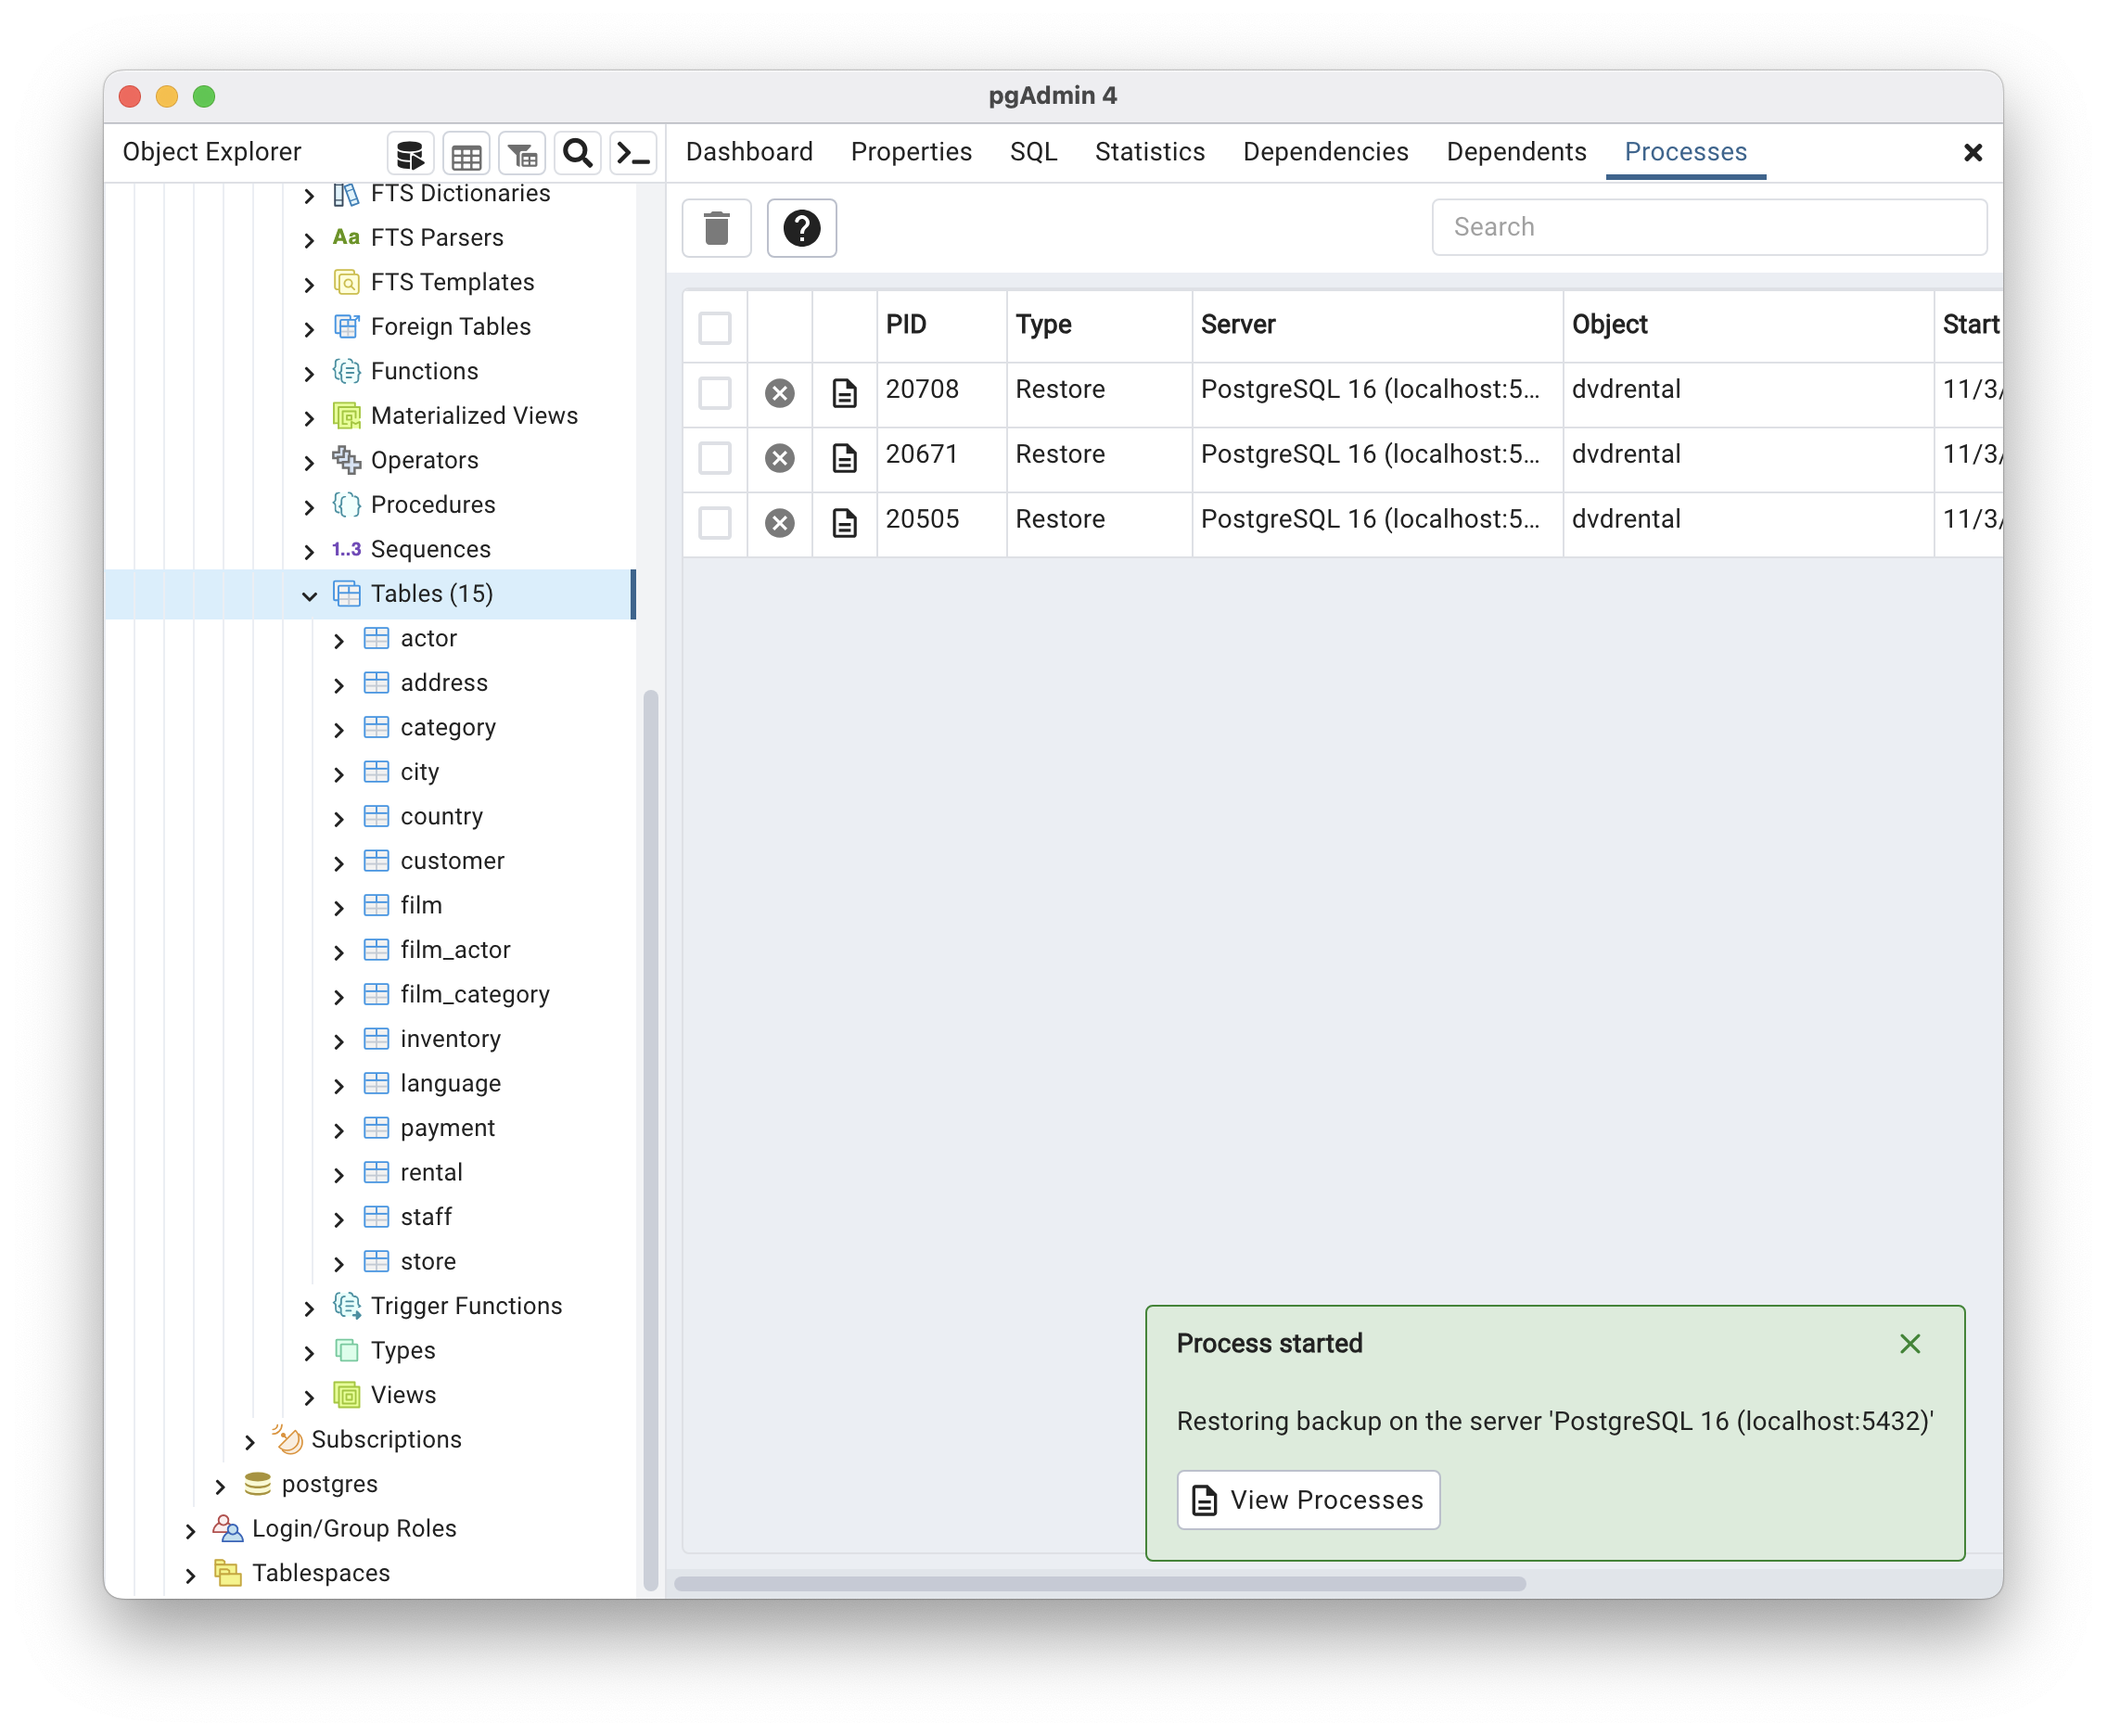 pgAdmin 4
Object Explorer
Dashboard Properties SQL Statistics Dependencies Dependents Processes
FTS Dictionaries
Aa FTS Parsers
FTS Templates
Foreign Tables
Functions
Materialized Views
Operators
Procedures
1..3 Sequences
Tables (15)
actor
address
category
city
country
customer
film
film_actor
film_category
inventory
language
payment
rental
staff
store
Trigger Functions
Types
Views
Subscriptions
postgres
Login/Group Roles
Tablespaces
Search
PID Type Server Object Start
20708 Restore PostgreSQL 16 (localhost:5... dvdrental 11/3/
20671 Restore PostgreSQL 16 (localhost:5... dvdrental 11/3/
20505 Restore PostgreSQL 16 (localhost:5... dvdrental 11/3/
Process started
Restoring backup on the server 'PostgreSQL 16 (localhost:5432)'
View Processes